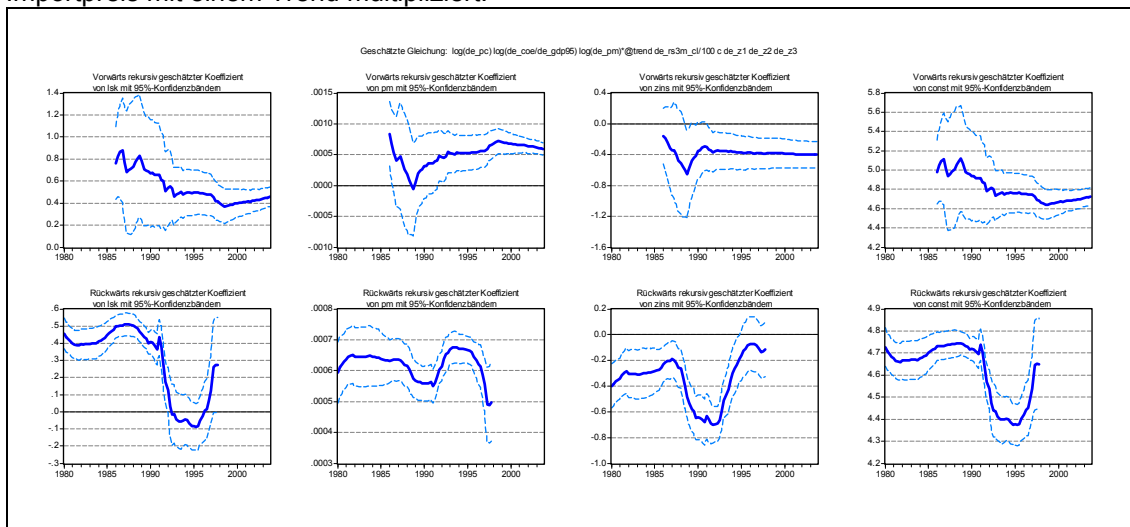 Importpreis mit einem Trend multipliziert.
Geschätzte Gleichung: log(de_pc) log(de_coe/de_gdp95) log(de_pm)*@trend de_rs3m_cl/100 c de_z1 de_z2 de_z3
Vorwärts rekursiv geschätzter Koeffizient
von lsk mit 95%-Konfidenzbändern
1.4
1.2
1.0
0.8
0.6
0.4
0.2
0.0
1980 1985 1990 1995 2000
Vorwärts rekursiv geschätzter Koeffizient
von pm mit 95%-Konfidenzbändern
.0015
.0010
.0005
.0000
-.0005
-.0010
1980 1985 1990 1995 2000
Vorwärts rekursiv geschätzter Koeffizient
von zins mit 95%-Konfidenzbändern
0.4
0.0
-0.4
-0.8
-1.2
-1.6
1980 1985 1990 1995 2000
Vorwärts rekursiv geschätzter Koeffizient
von const mit 95%-Konfidenzbändern
5.8
5.6
5.4
5.2
5.0
4.8
4.6
4.4
4.2
1980 1985 1990 1995 2000
Rückwärts rekursiv geschätzter Koeffizient
von lsk mit 95%-Konfidenzbändern
.6
.5
.4
.3
.2
.1
.0
-.1
-.2
-.3
1980 1985 1990 1995 2000
Rückwärts rekursiv geschätzter Koeffizient
von pm mit 95%-Konfidenzbändern
.0008
.0007
.0006
.0005
.0004
.0003
1980 1985 1990 1995 2000
Rückwärts rekursiv geschätzter Koeffizient
von zins mit 95%-Konfidenzbändern
0.2
0.0
-0.2
-0.4
-0.6
-0.8
-1.0
1980 1985 1990 1995 2000
Rückwärts rekursiv geschätzter Koeffizient
von const mit 95%-Konfidenzbändern
4.9
4.8
4.7
4.6
4.5
4.4
4.3
4.2
1980 1985 1990 1995 2000